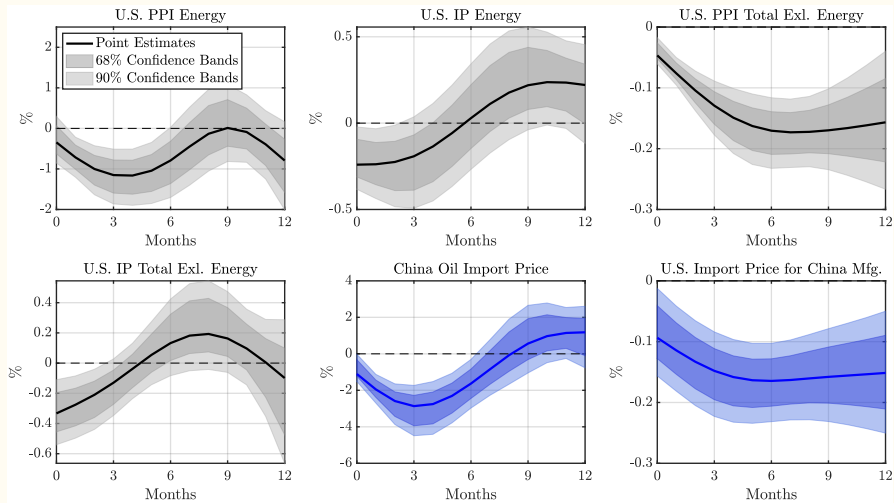 U.S. PPI Energy
2
1
0
-1
-2
%
Point Estimates
68% Confidence Bands
90% Confidence Bands
0 3 6 9 12
Months
U.S. IP Energy
0.5
0
-0.5
%
0 3 6 9 12
Months
U.S. PPI Total Exl. Energy
0
-0.1
-0.2
-0.3
%
0 3 6 9 12
Months
U.S. IP Total Exl. Energy
0.4
0.2
0
-0.2
-0.4
-0.6
%
0 3 6 9 12
Months
China Oil Import Price
4
2
0
-2
-4
-6
%
0 3 6 9 12
Months
U.S. Import Price for China Mfg.
0
-0.1
-0.2
-0.3
%
0 3 6 9 12
Months